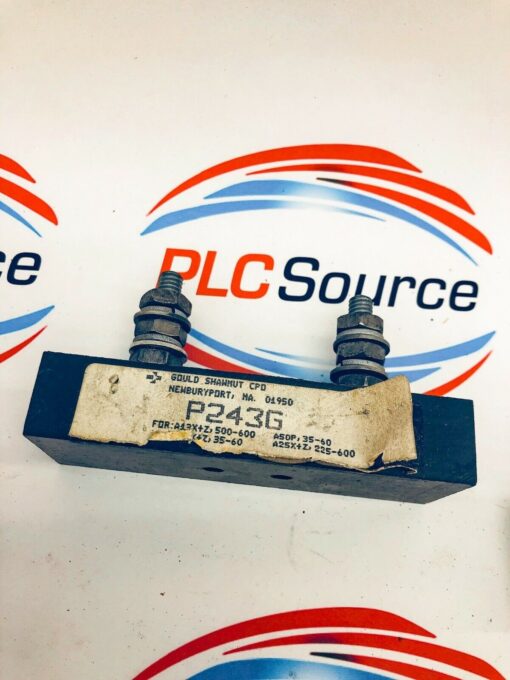 PLC Source
ce
GOULD SHAWMUT CPD
NEWBURYPORT, MA. 01950
P243G
FOR:A13X+Z;500-600 A50P;35-60
+Z;35-60 A25X+Z;225-600